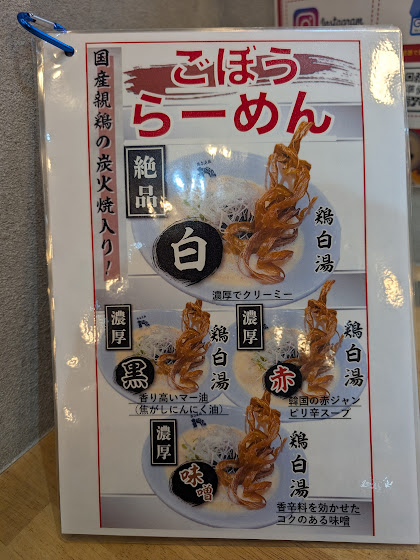 Instagram
ごぼう
らーめん
国産親鶏の炭火焼入り!
絶品
白
鶏白湯
濃厚でクリーミー
濃厚
黒
鶏白湯
香り高いマー油
(焦がしにんにく油)
濃厚
赤
鶏白湯
韓国の赤ジャン
ピリ辛スープ
濃厚
味噌
鶏白湯
香辛料を効かせた
コクのある味噌